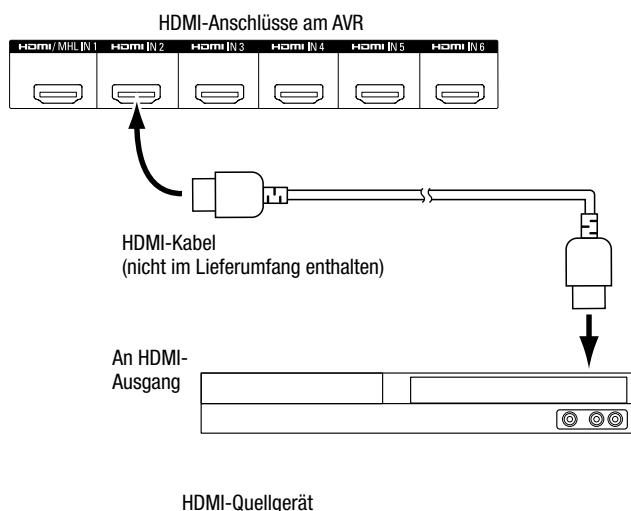 HDMI-Anschlüsse am AVR
HDMI/MHL IN 1 HDMI IN 2 HDMI IN 3 HDMI IN 4 HDMI IN 5 HDMI IN 6
HDMI-Kabel
(nicht im Lieferumfang enthalten)
An HDMI-
Ausgang
HDMI-Quellgerät